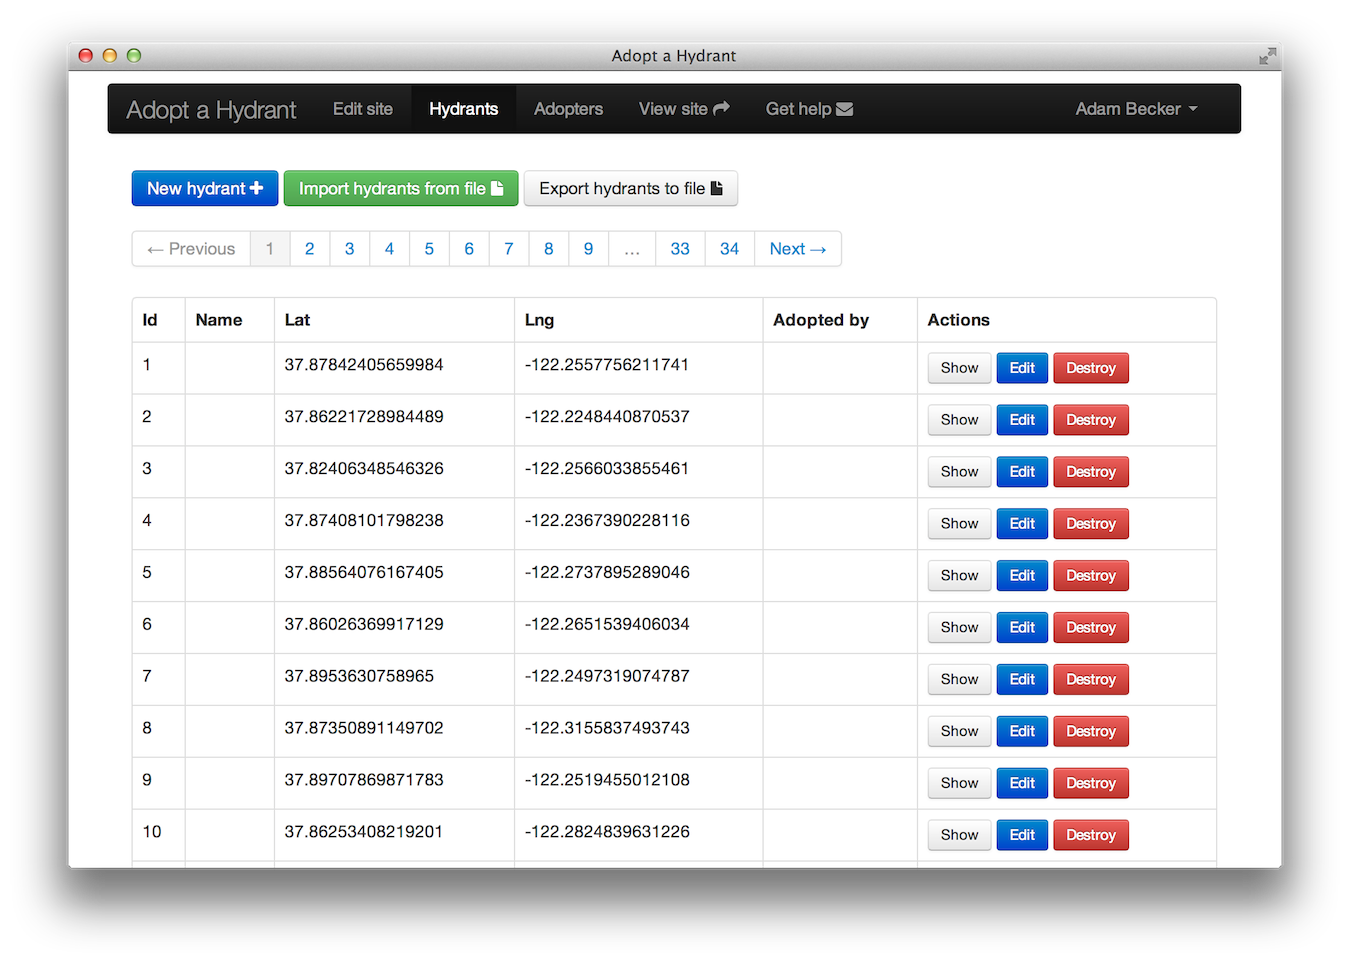 Adopt a Hydrant
Adopt a Hydrant Edit site Hydrants Adopters View site Get help Adam Becker
New hydrant Import hydrants from file Export hydrants to file
← Previous 1 2 3 4 5 6 7 8 9 … 33 34 Next →
Id Name Lat Lng Adopted by Actions
1 37.87842405659984 -122.2557756211741 Show Edit Destroy
2 37.86221728984489 -122.2248440870537 Show Edit Destroy
3 37.82406348546326 -122.2566033855461 Show Edit Destroy
4 37.87408101798238 -122.2367390228116 Show Edit Destroy
5 37.88564076167405 -122.2737895289046 Show Edit Destroy
6 37.86026369917129 -122.2651539406034 Show Edit Destroy
7 37.8953630758965 -122.2497319074787 Show Edit Destroy
8 37.87350891149702 -122.3155837493743 Show Edit Destroy
9 37.89707869871783 -122.2519455012108 Show Edit Destroy
10 37.86253408219201 -122.2824839631226 Show Edit Destroy